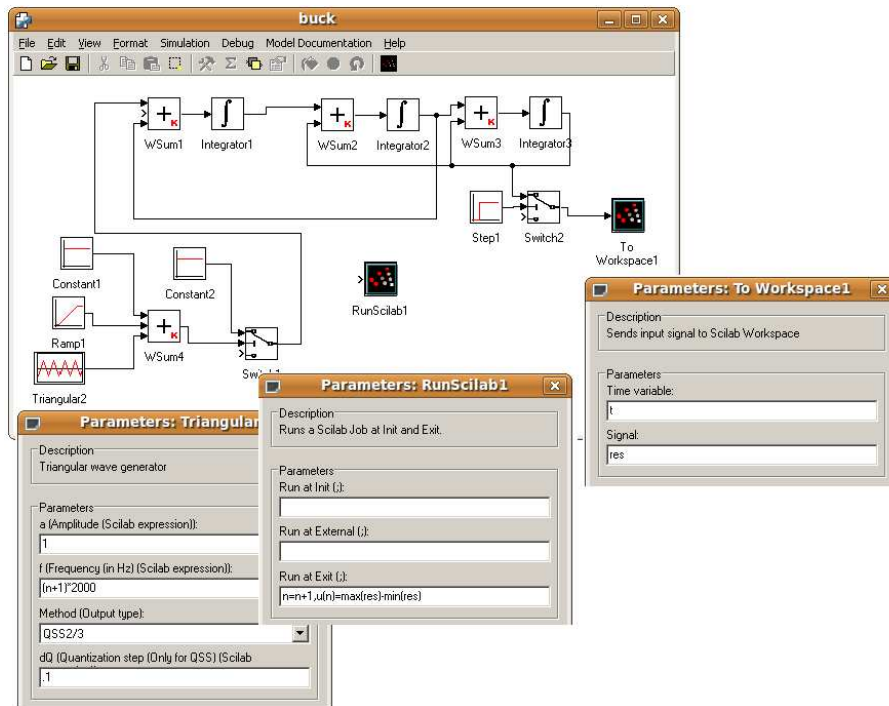 buck
File Edit View Format Simulation Debug Model Documentation Help
WSum1
Integrator1
WSum2
Integrator2
WSum3
Integrator3
Step1
Switch2
To
Workspace1
Constant1
Constant2
RunScilab1
Ramp1
WSum4
Triangular2
Parameters: To Workspace1
Description
Sends input signal to Scilab Workspace
Parameters
Time variable:
t
Signal:
res
Parameters: RunScilab1
Description
Runs a Scilab Job at Init and Exit.
Parameters
Run at Init (;):
Run at External (;):
Run at Exit (;):
n=n+1,u(n)=max(res)-min(res)
Parameters: Triangular
Description
Triangular wave generator
Parameters
a (Amplitude (Scilab expression)):
1
f (Frequency (in Hz) (Scilab expression)):
(n+1)*2000
Method (Output type):
QSS2/3
dQ (Quantization step (Only for QSS) (Scilab
.1